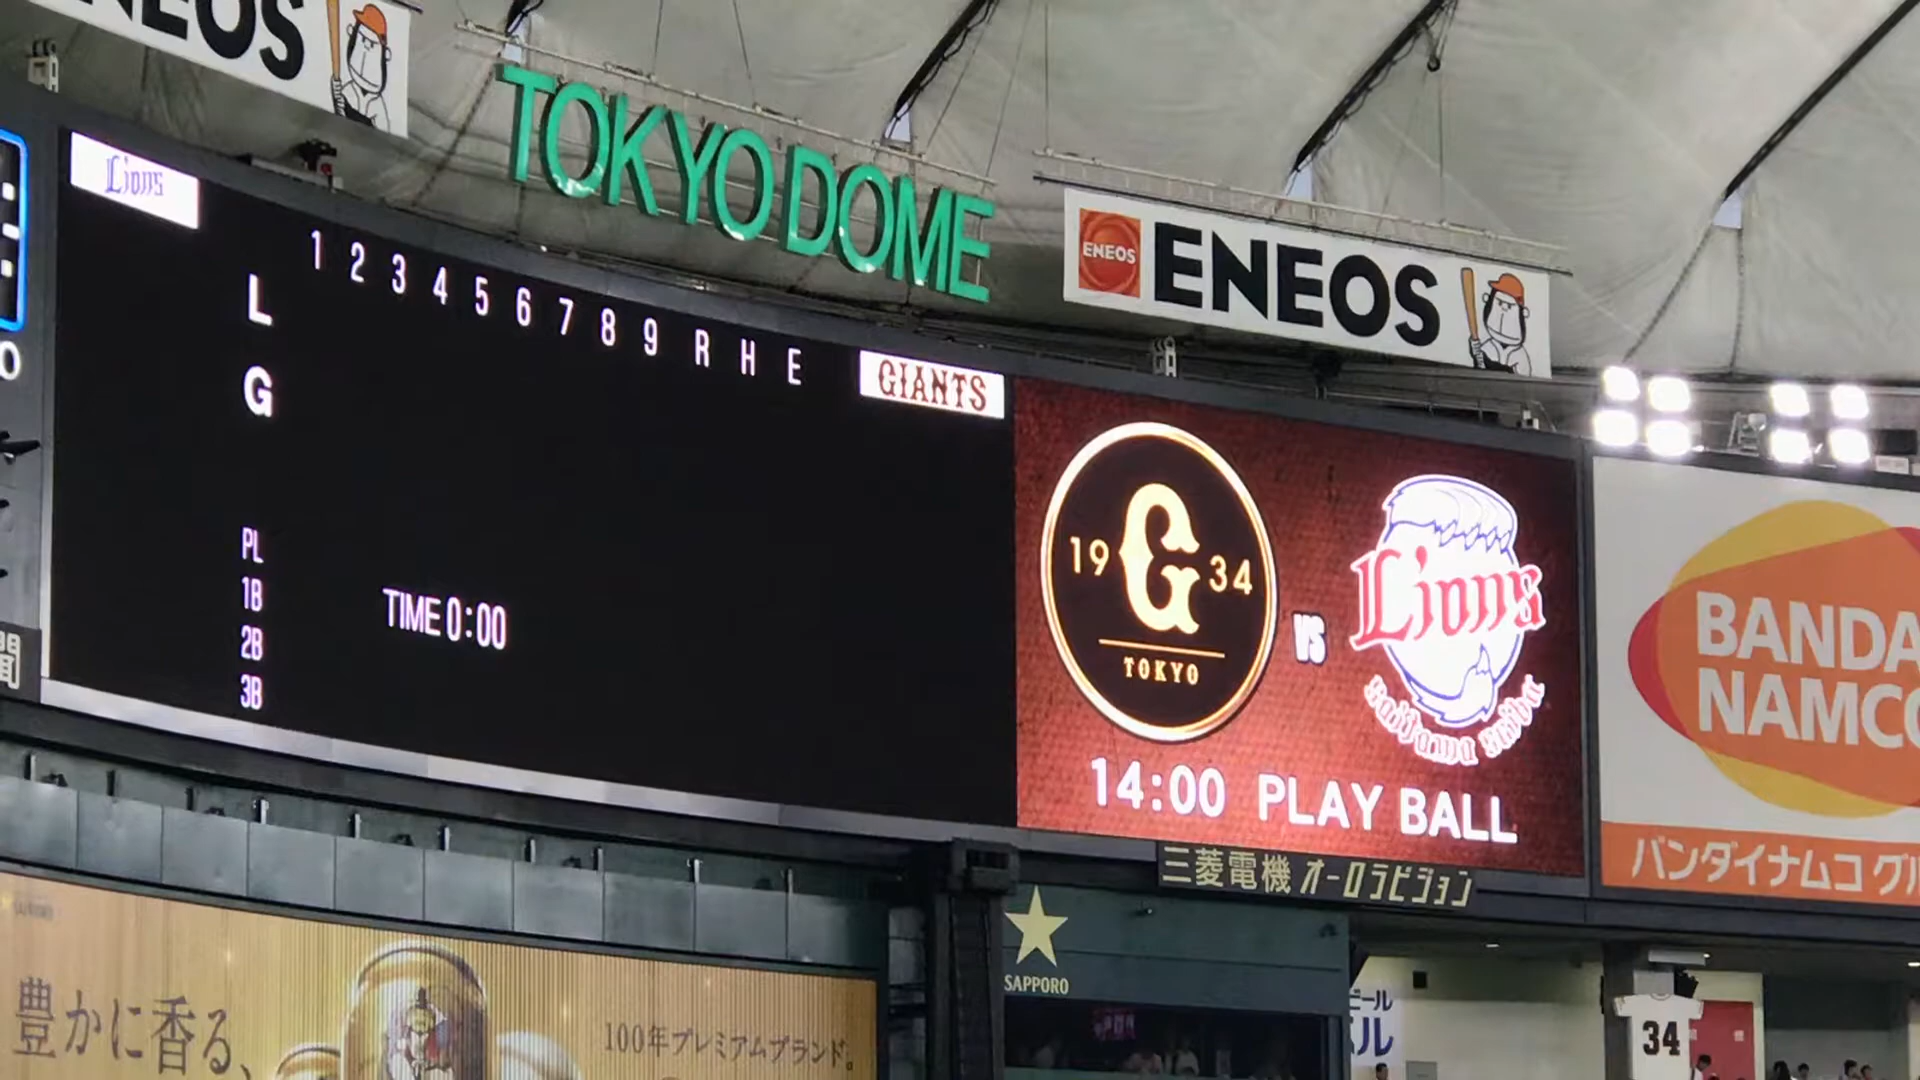 ENEOS
TOKYO DOME
ENEOS
ENEOS
Lions
1 2 3 4 5 6 7 8 9 R H E
L
G
GIANTS
PL
1B
2B
3B
TIME 0:00
19 G 34
TOKYO
VS
Lions
Saitama Seibu
14:00 PLAY BALL
BANDA
NAMCO
バンダイナムコ グル
三菱電機 オーロラビジョン
SAPPORO
豊かに香る、
100年プレミアムブランド。
ビール
34